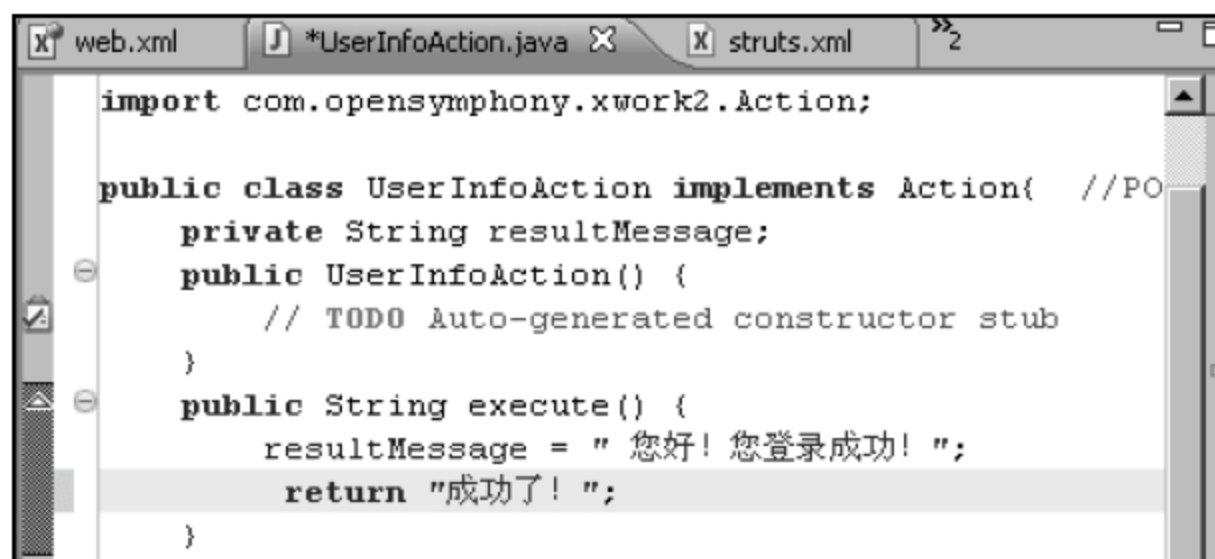 web.xml *UserInfoAction.java struts.xml »2
import com.opensymphony.xwork2.Action;
public class UserInfoAction implements Action{ //PO
private String resultMessage;
public UserInfoAction() {
// TODO Auto-generated constructor stub
}
public String execute() {
resultMessage = " 您好! 您登录成功! ";
return "成功了! ";
}